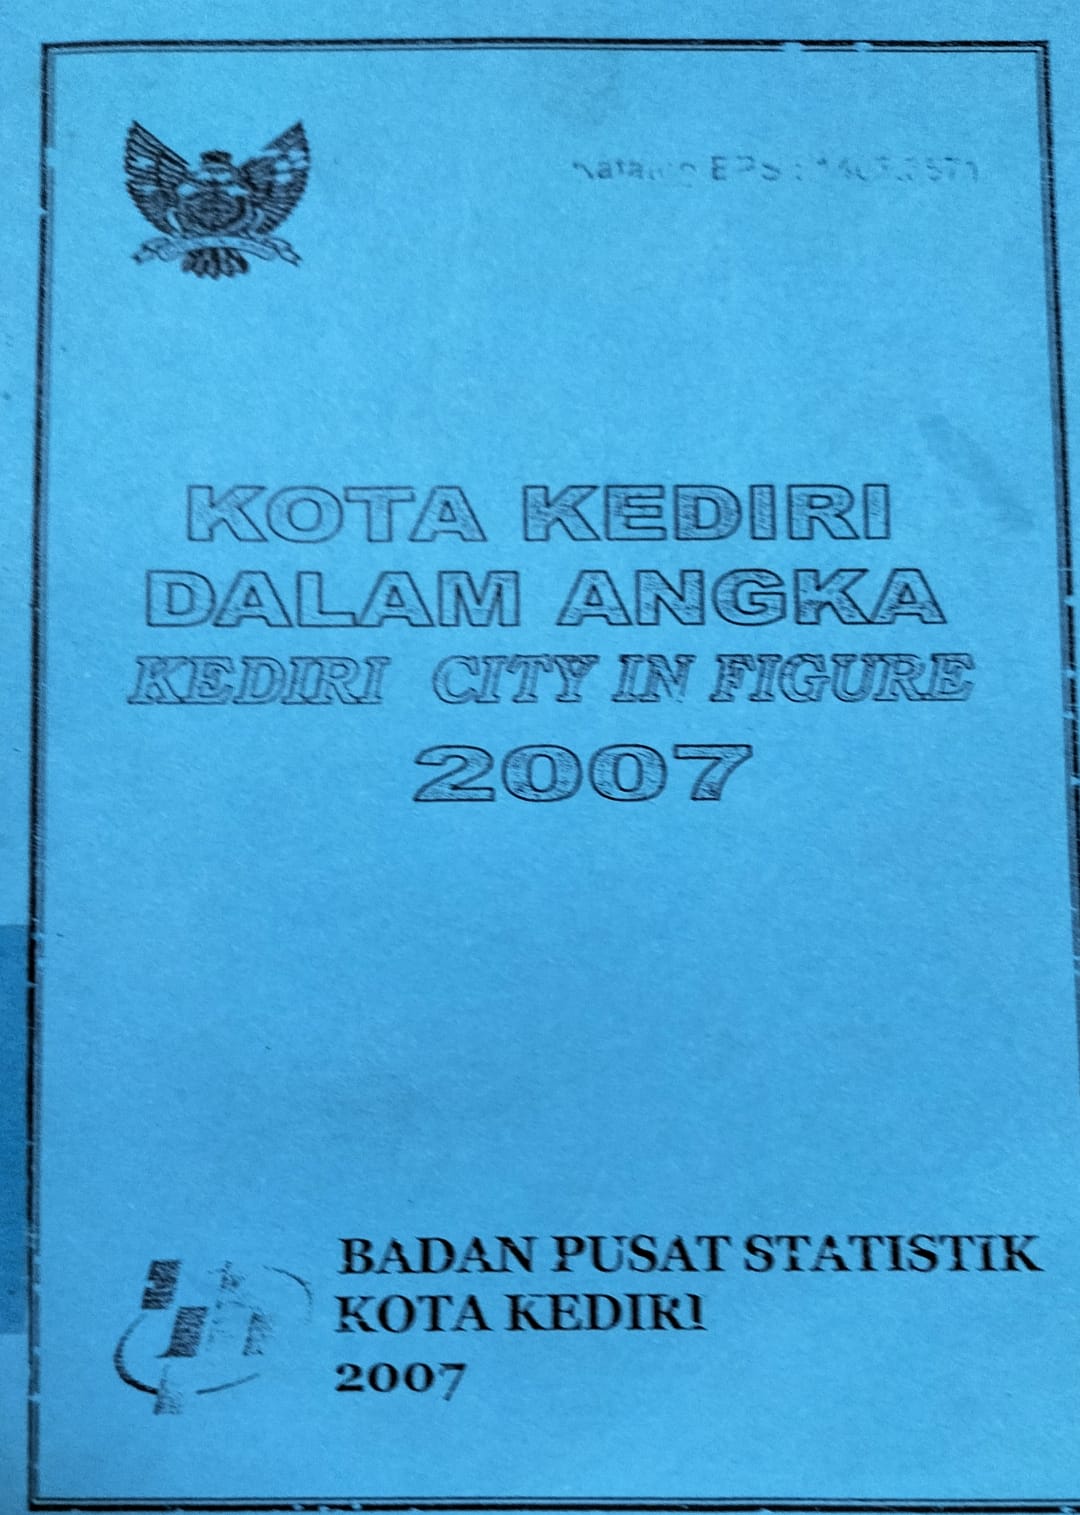 KOTA KEDIRI
DALAM ANGKA
KEDIRI CITY IN FIGURE
2007
BADAN PUSAT STATISTIK
KOTA KEDIRI
2007